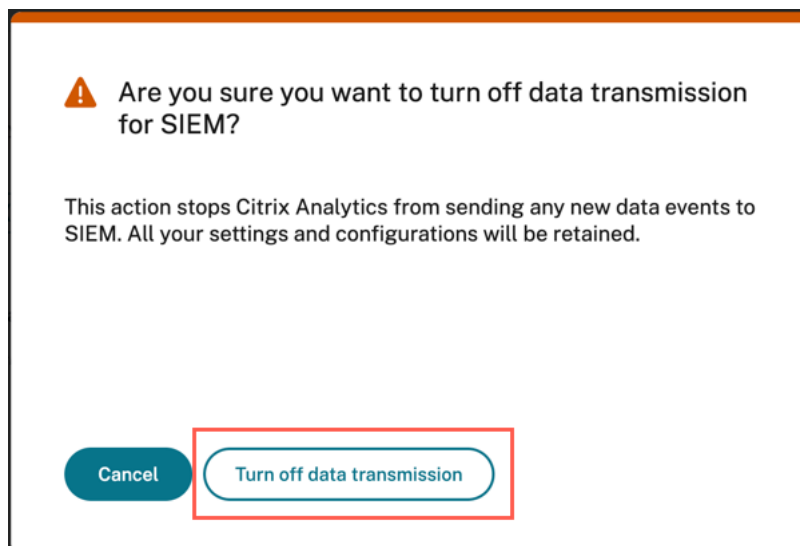 Are you sure you want to turn off data transmission
for SIEM?
This action stops Citrix Analytics from sending any new data events to
SIEM. All your settings and configurations will be retained.
Cancel
Turn off data transmission